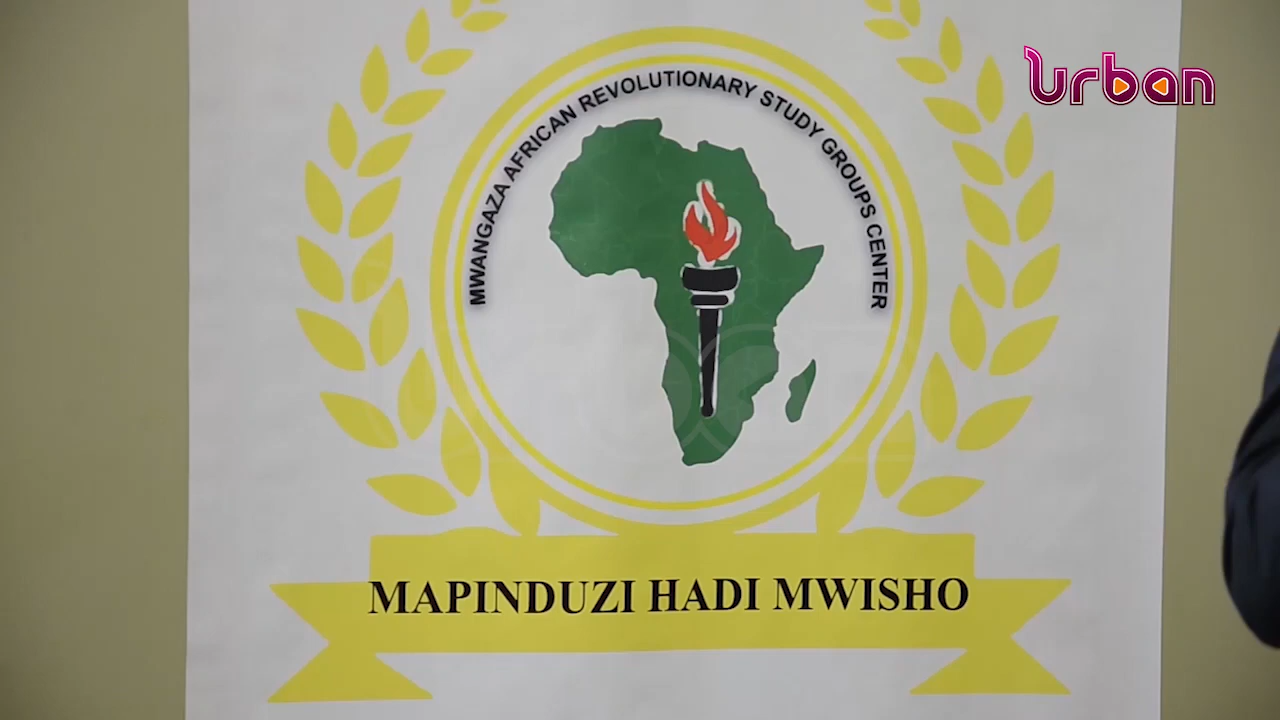 Urban
MWANGAZA AFRICAN REVOLUTIONARY STUDY GROUPS CENTER
MAPINDUZI HADI MWISHO